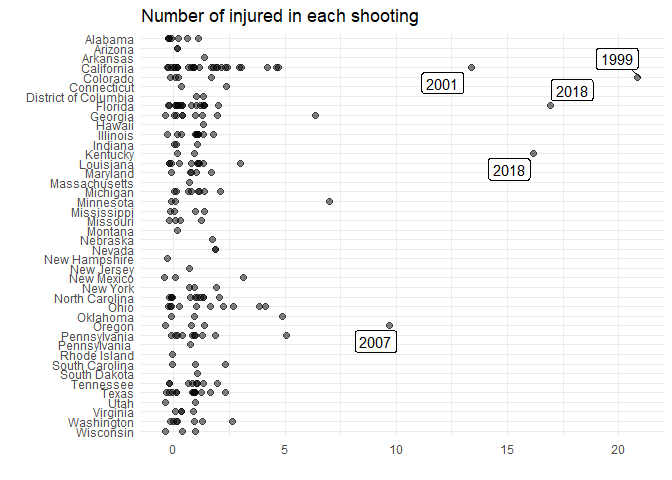 Number of injured in each shooting
Alabama
Arizona
Arkansas
California
Colorado
Connecticut
District of Columbia
Florida
Georgia
Hawaii
Illinois
Indiana
Kentucky
Louisiana
Maryland
Massachusetts
Michigan
Minnesota
Mississippi
Missouri
Montana
Nebraska
Nevada
New Hampshire
New Jersey
New Mexico
New York
North Carolina
Ohio
Oklahoma
Oregon
Pennsylvania
Pennsylvania
Rhode Island
South Carolina
South Dakota
Tennessee
Texas
Utah
Virginia
Washington
Wisconsin
1999
2001
2018
2018
2007
0
5
10
15
20